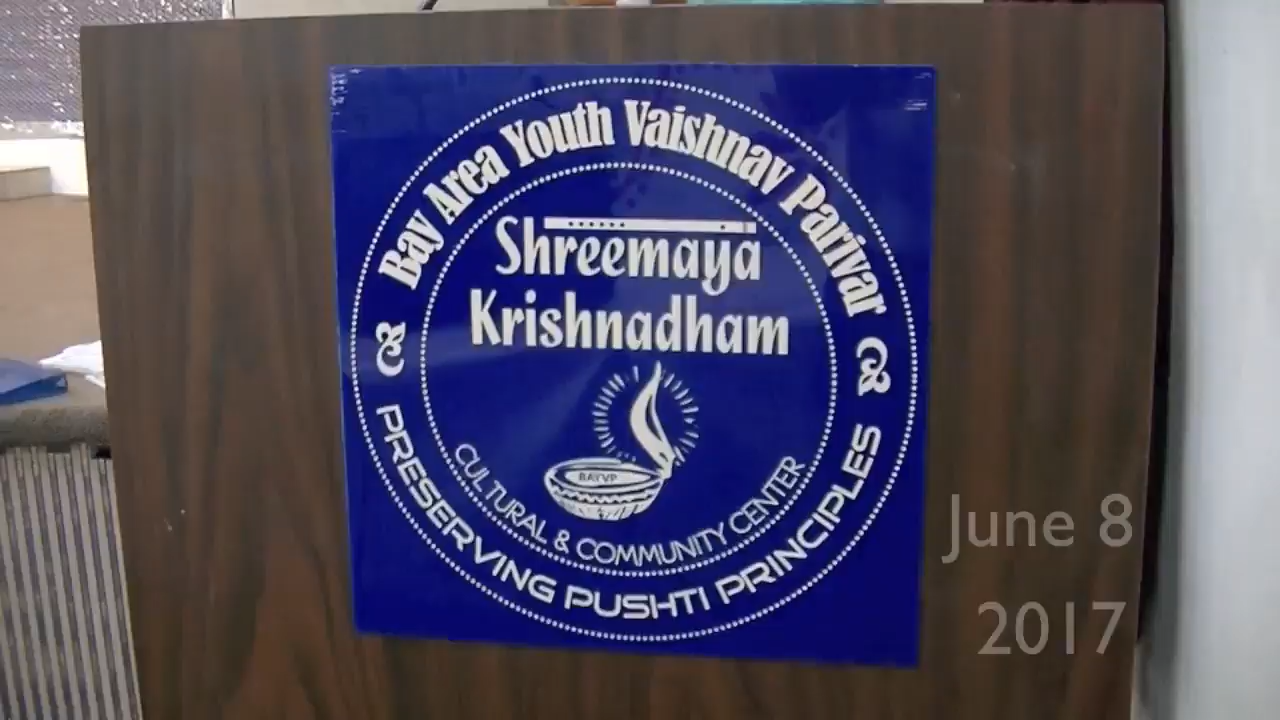 Bay Area Youth Vaishnav Parivar
Shreemaya
Krishnadham
BAYVP
CULTURAL & COMMUNITY CENTER
PRESERVING PUSHTI PRINCIPLES
June 8
2017